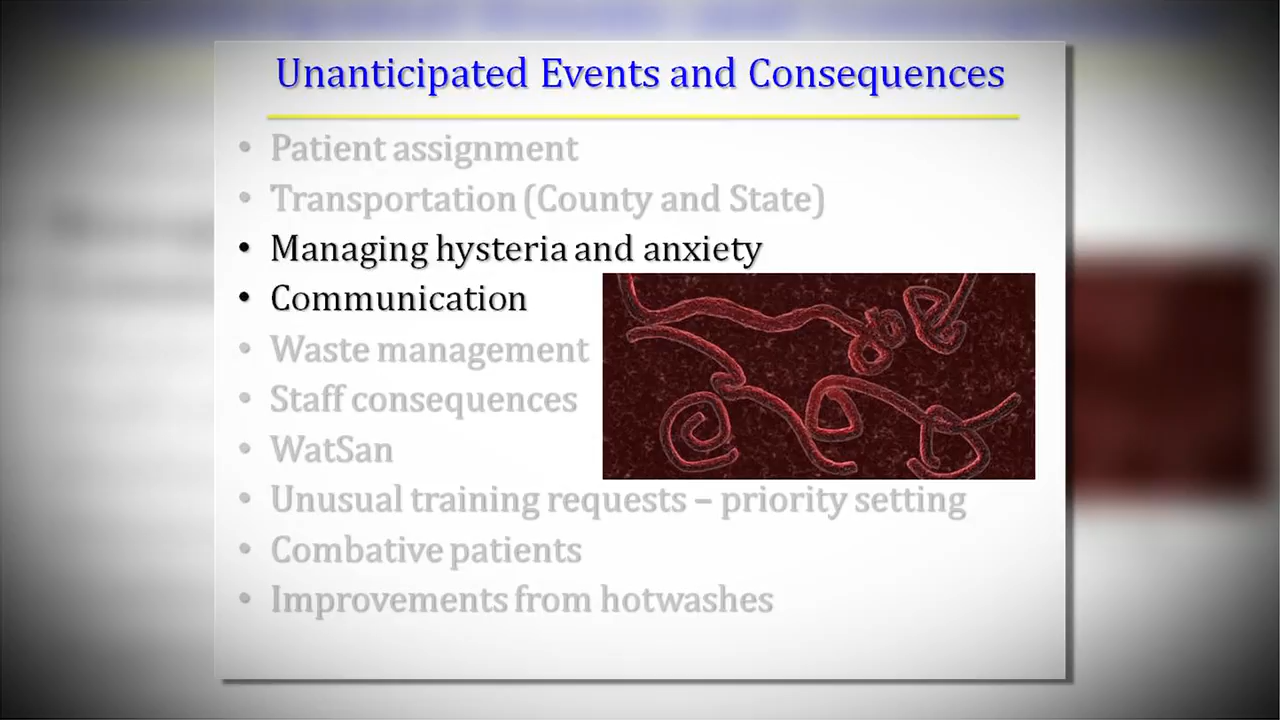 Unanticipated Events and Consequences
• Patient assignment
• Transportation (County and State)
• Managing hysteria and anxiety
• Communication
• Waste management
• Staff consequences
• WatSan
• Unusual training requests – priority setting
• Combative patients
• Improvements from hotwashes